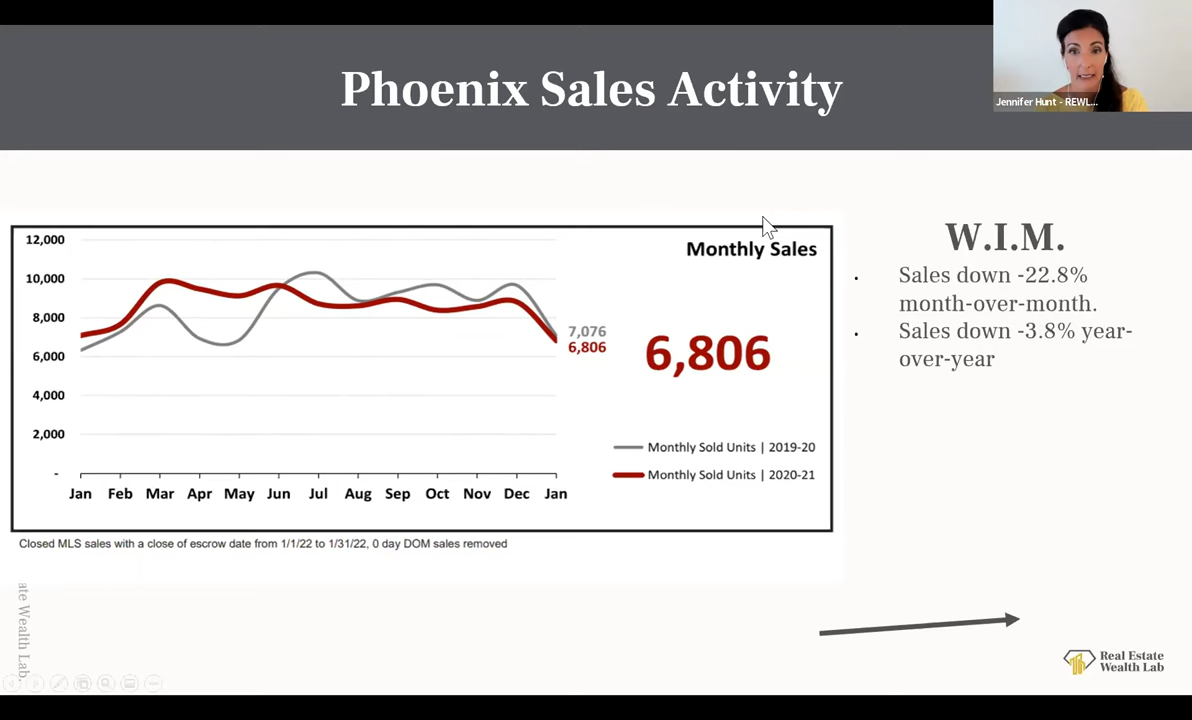 Phoenix Sales Activity
Jennifer Hunt - REWL...
12,000
10,000
8,000
6,000
4,000
2,000
-
Jan Feb Mar Apr May Jun Jul Aug Sep Oct Nov Dec Jan
7,076
6,806
Monthly Sales
6,806
Monthly Sold Units | 2019-20
Monthly Sold Units | 2020-21
Closed MLS sales with a close of escrow date from 1/1/22 to 1/31/22, 0 day DOM sales removed
W.I.M.
• Sales down -22.8%
month-over-month.
• Sales down -3.8% year-
over-year
ate Wealth Lab.
Real Estate
Wealth Lab